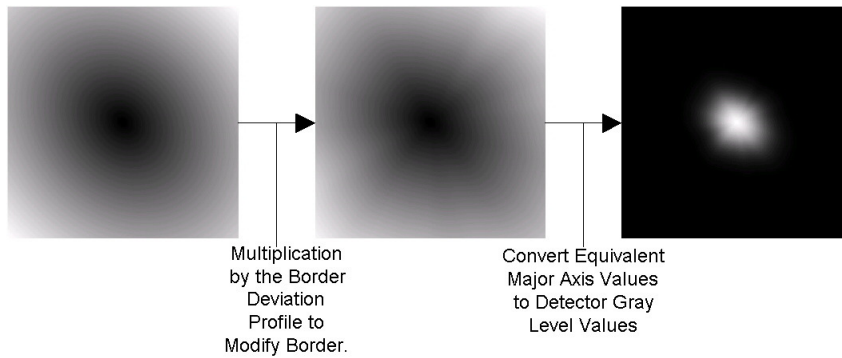 Multiplication
by the Border
Deviation
Profile to
Modify Border.
Convert Equivalent
Major Axis Values
to Detector Gray
Level Values